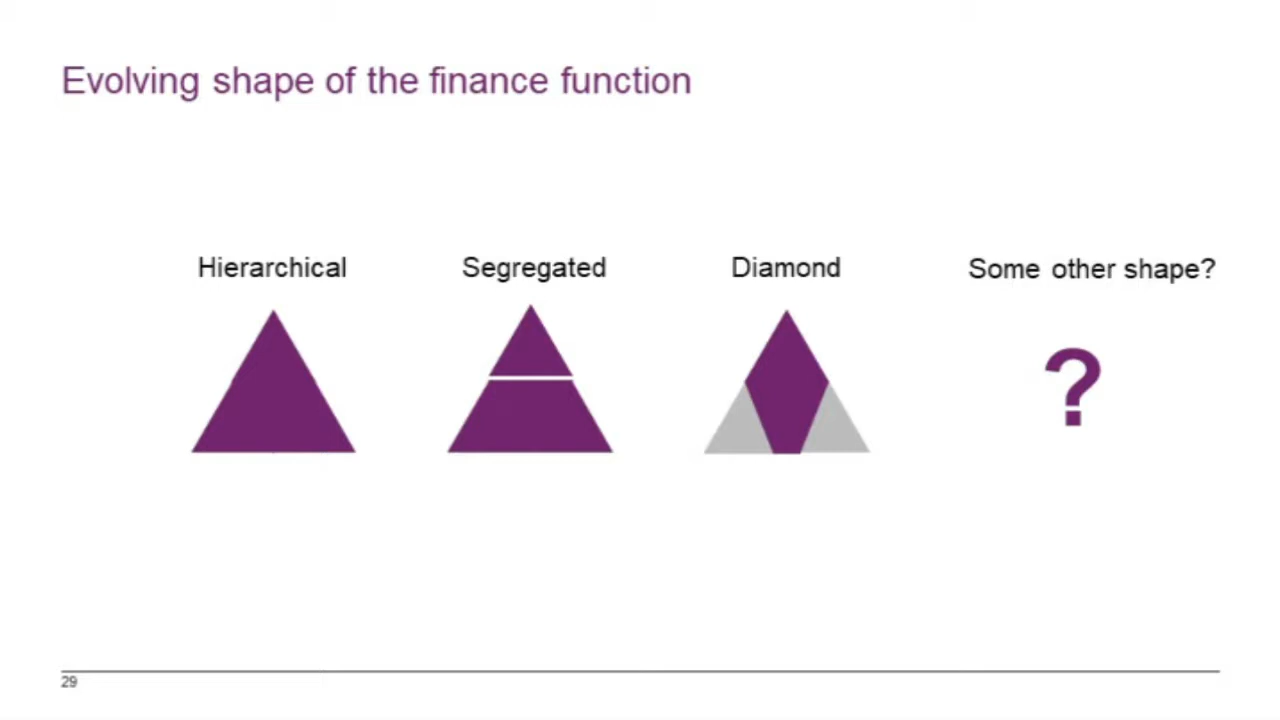 Evolving shape of the finance function
Hierarchical
Segregated
Diamond
Some other shape?
?
29